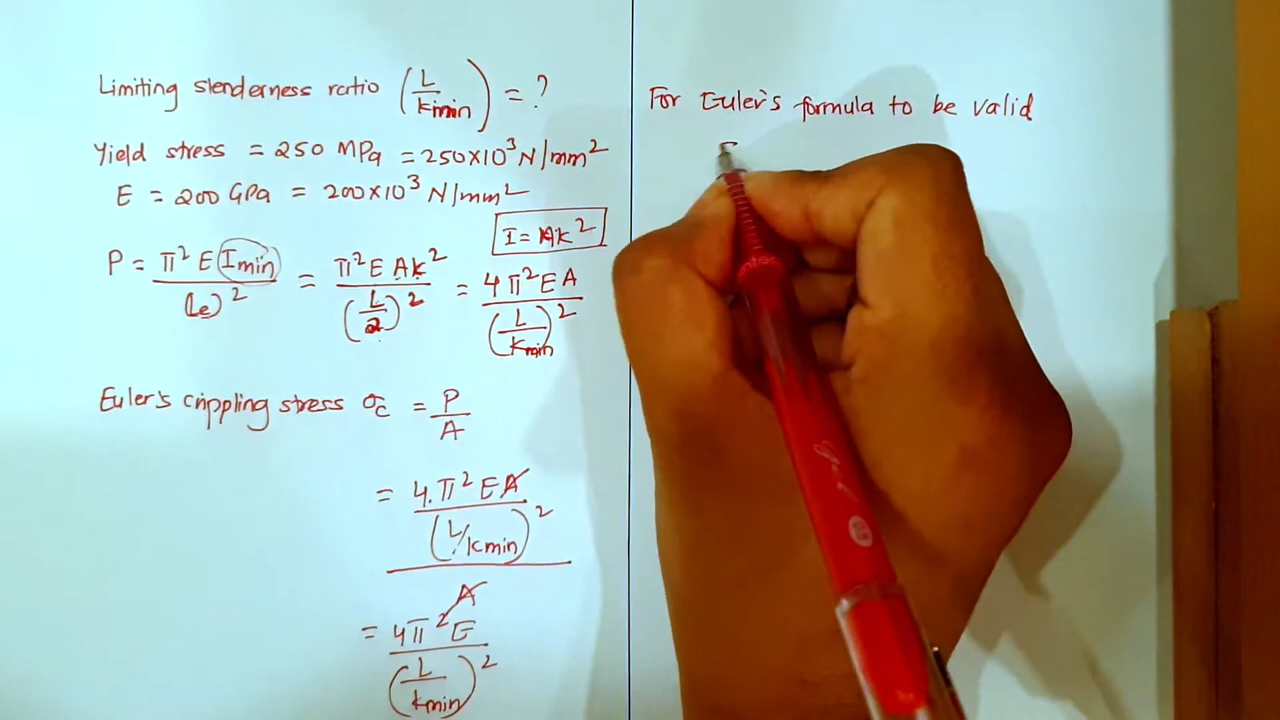 Limiting slenderness ratio (L/kmin) = ?
Yield stress = 250 MPa = 250×10³ N/mm²
E = 200 GPa = 200×10³ N/mm²
I = Ak²
P = π² E Imin / (Le)² = π² E A k² / (L/2)² = 4π² E A / (L/kmin)²
Euler's crippling stress σc = P/A
= 4.π² E A / (L/kmin)² / A
= 4π² E / (L/kmin)²
For Euler's formula to be valid